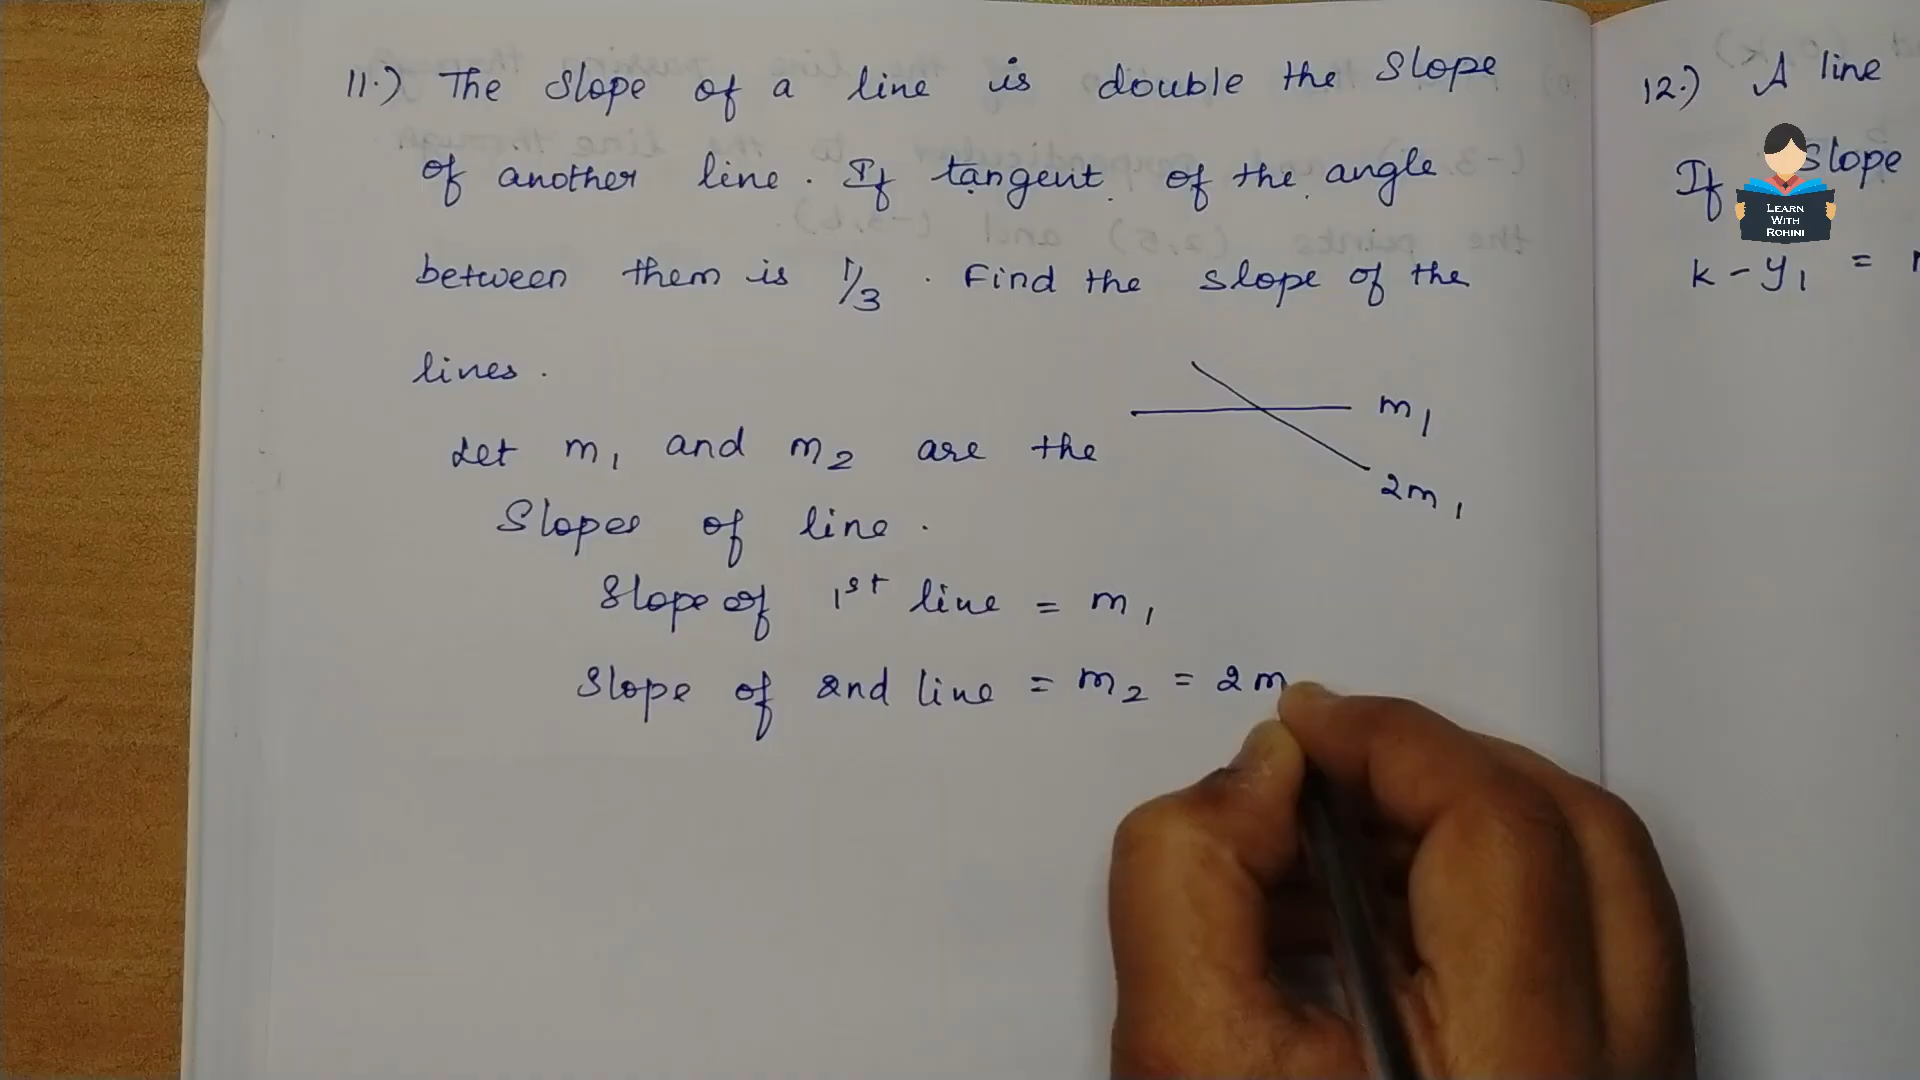 11.) The slope of a line is double the slope
of another line. If tangent of the angle
between them is 1/3. Find the slope of the
lines.
m1
2m1
Let m1 and m2 are the
Slopes of line.
Slope of 1st line = m1
Slope of 2nd line = m2 = 2m
12.) A line
If slope
k - y1 =
LEARN
WITH
ROHINI